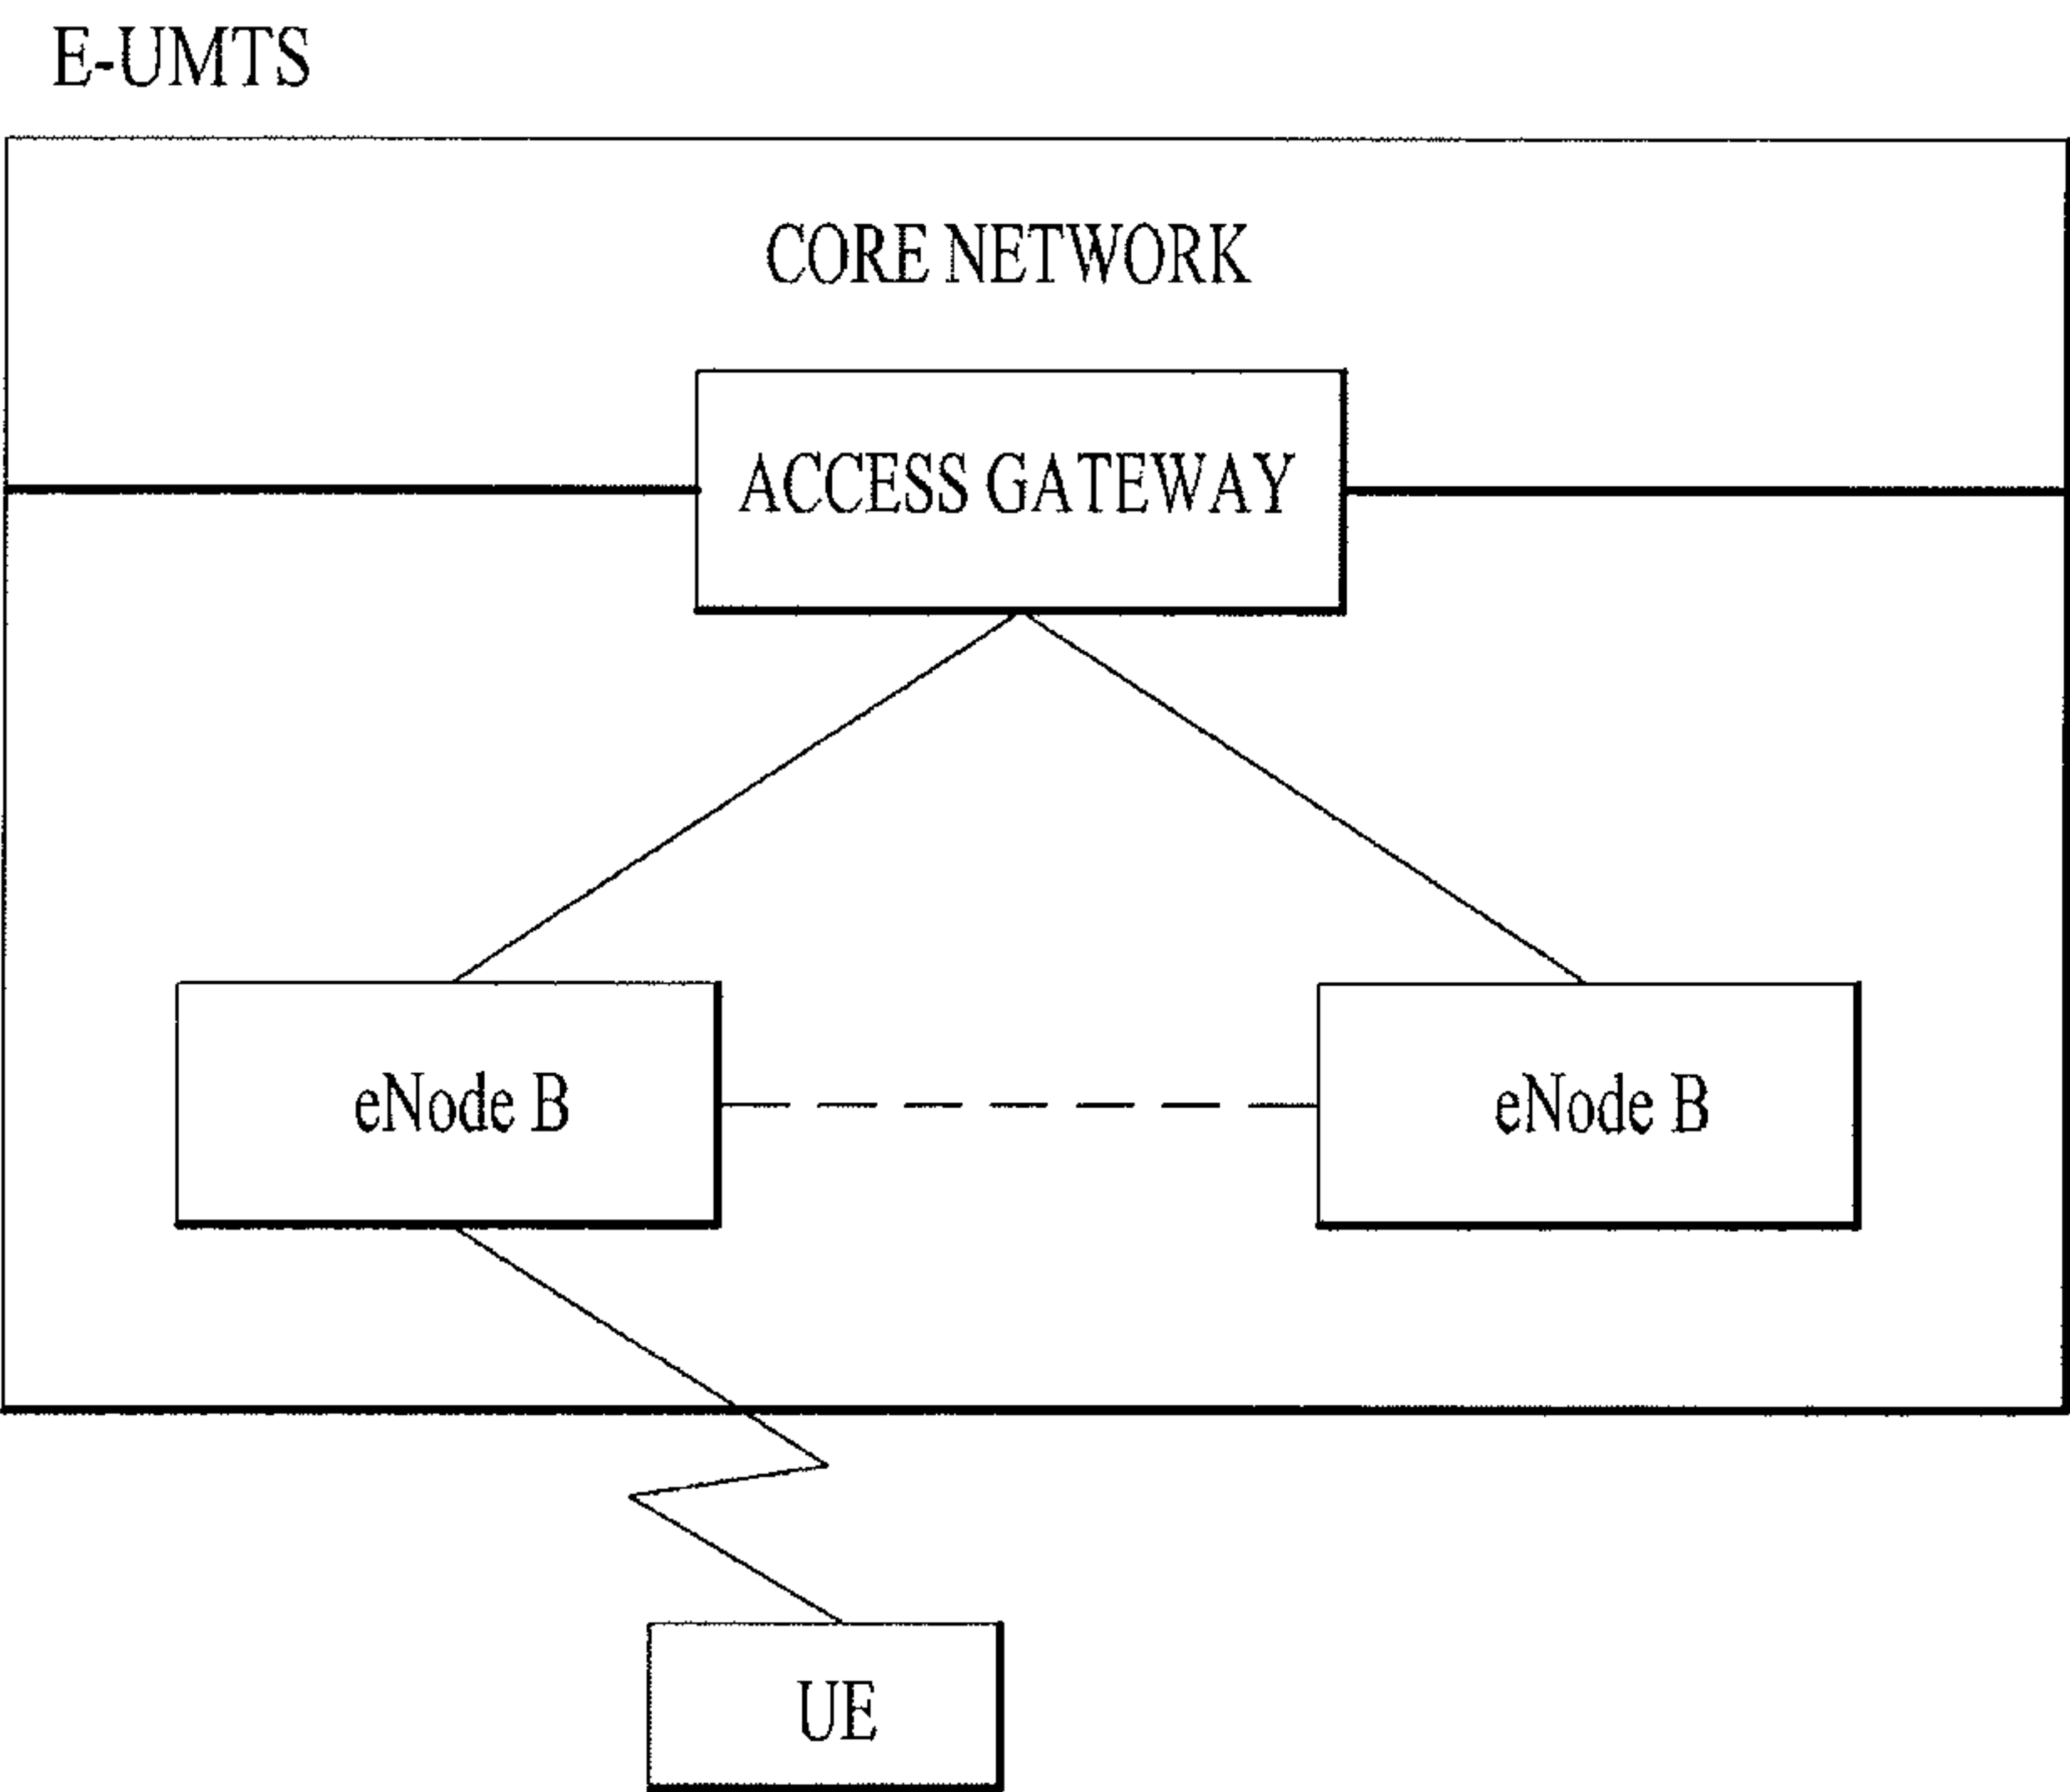 E-UMTS
CORE NETWORK
ACCESS GATEWAY
eNode B
eNode B
UE